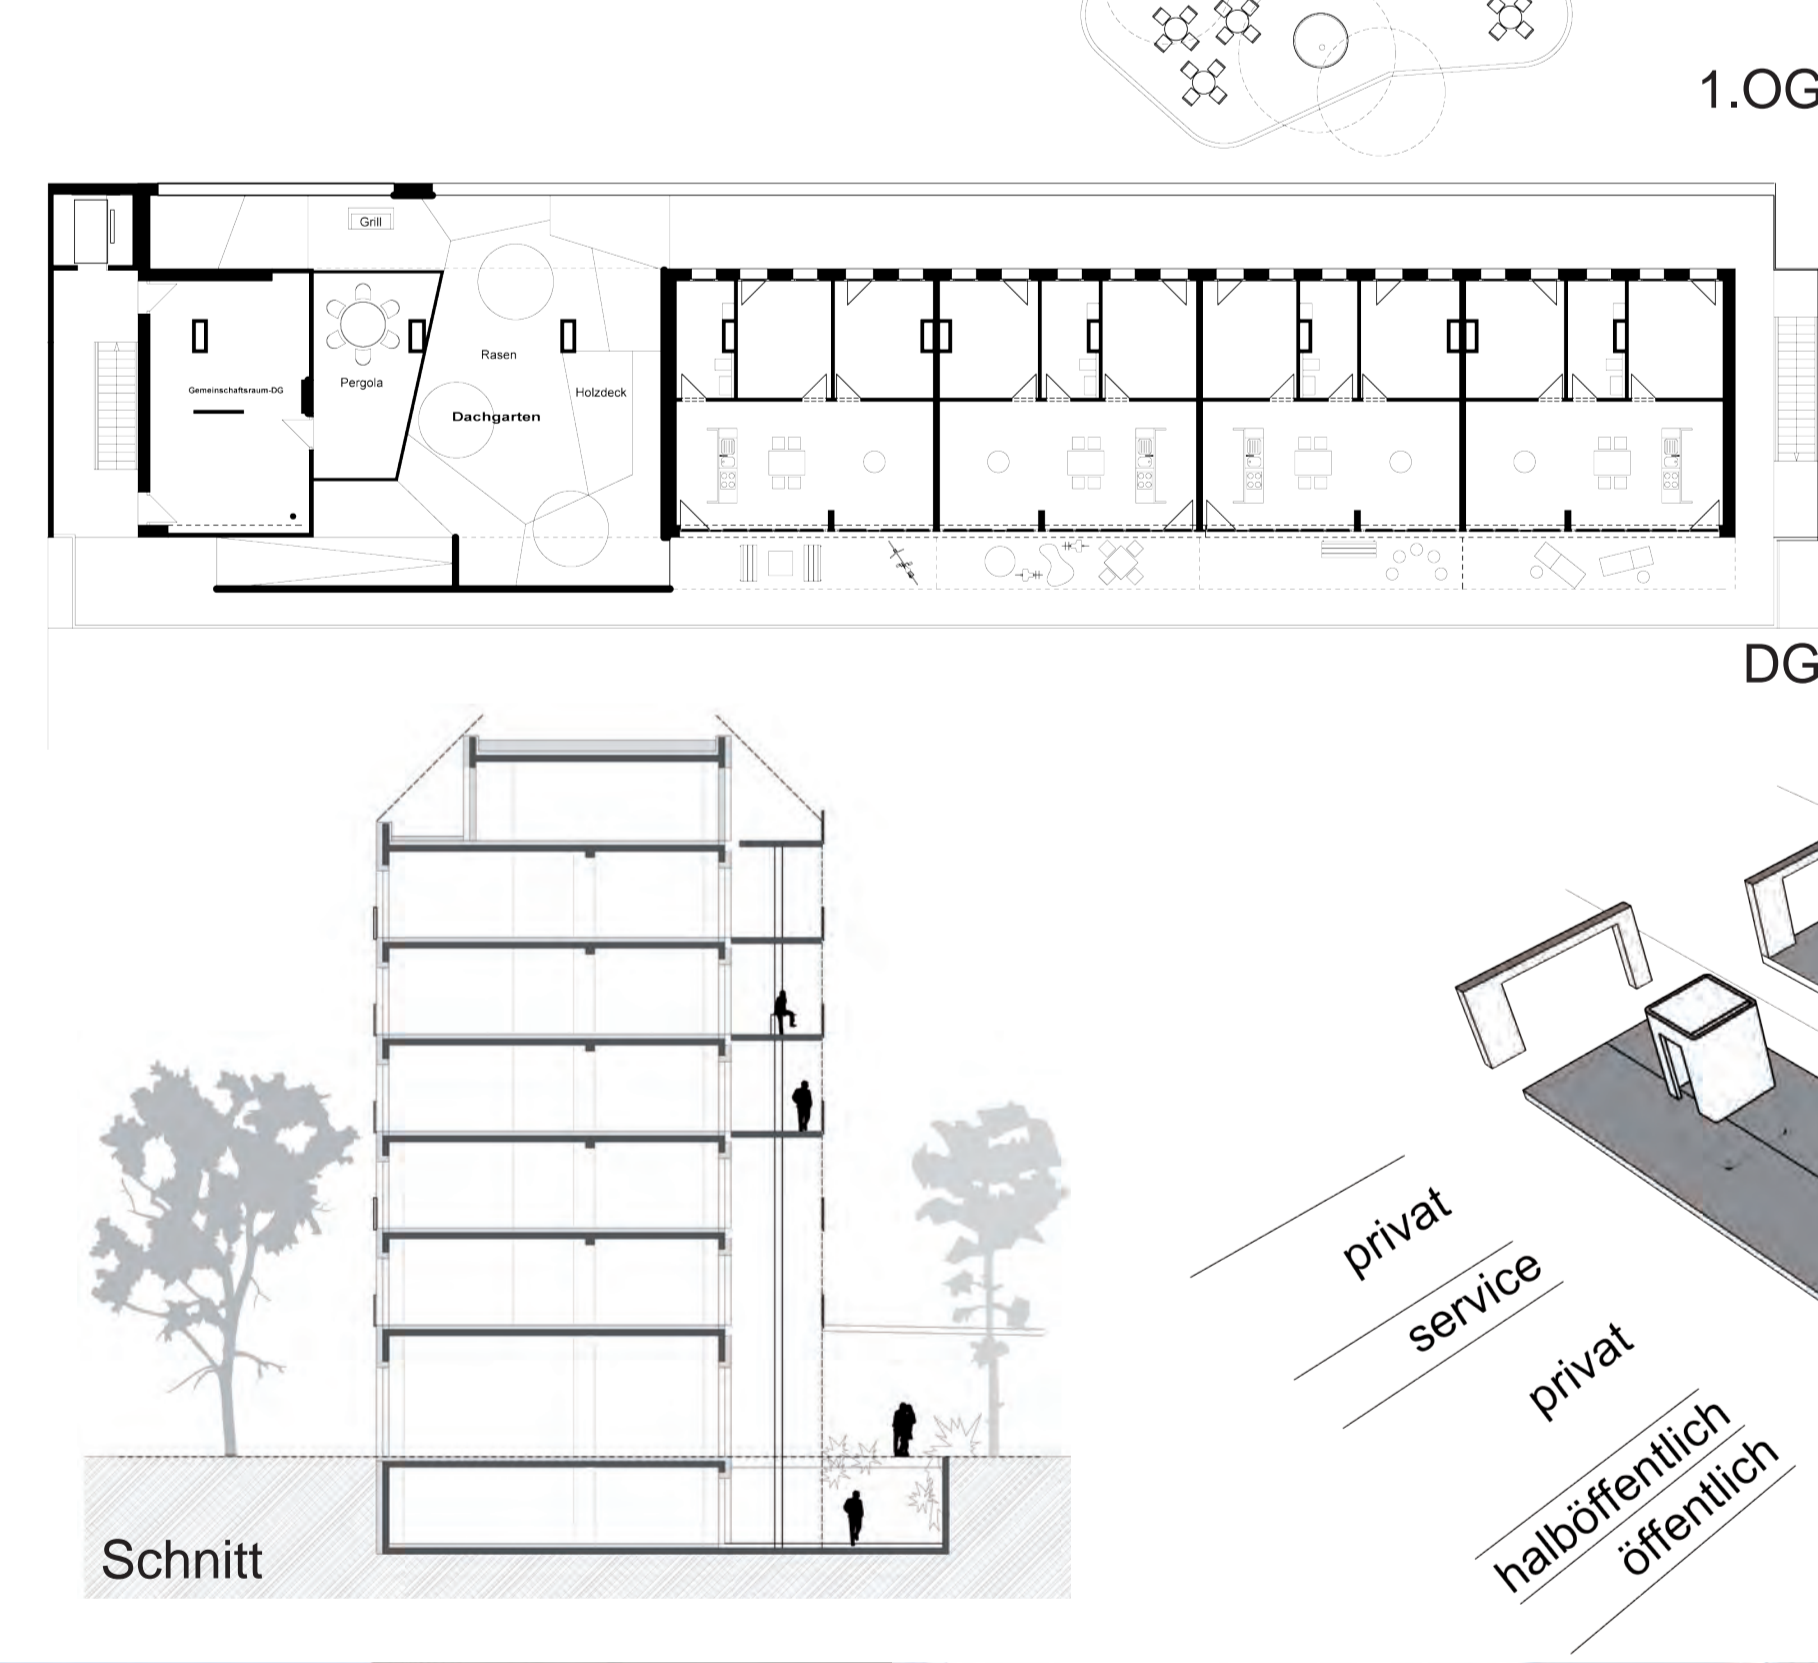 1.OG
Grill
Rasen
Pergola
Gemeinschaftsraum-DG
Holzdeck
Dachgarten
DG
Schnitt
privat
service
privat
halböffentlich
öffentlich